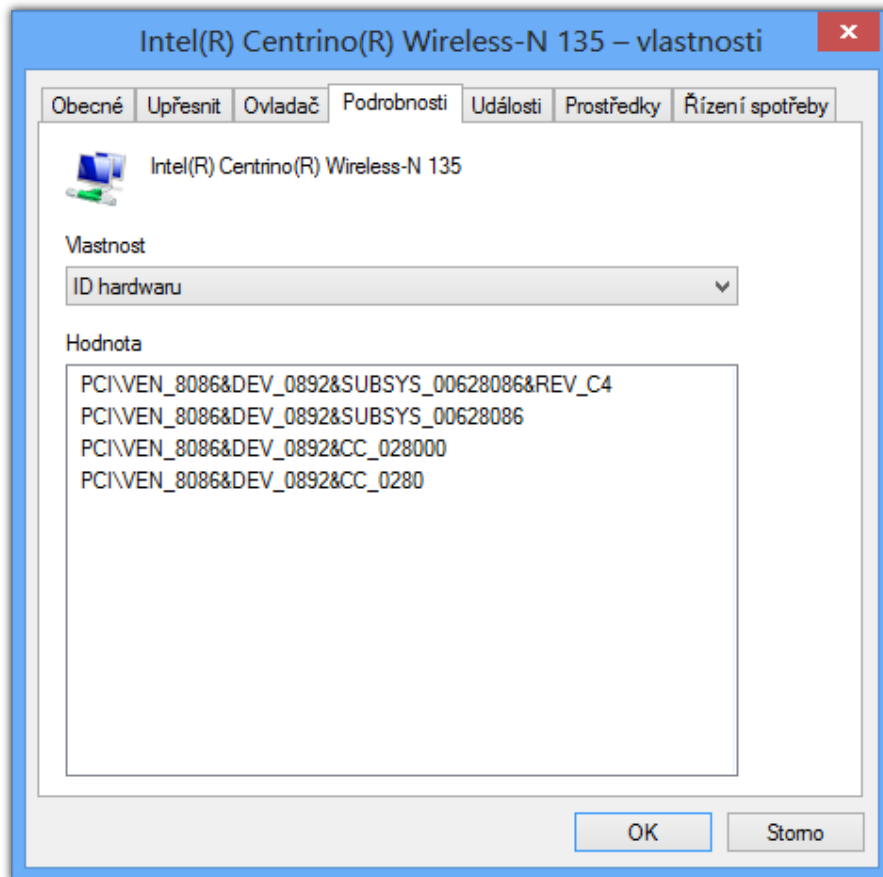 Intel(R) Centrino(R) Wireless-N 135 – vlastnosti
Obecné Upřesnit Ovladač Podrobnosti Události Prostředky Řízení spotřeby
Intel(R) Centrino(R) Wireless-N 135
Vlastnost
ID hardwaru
Hodnota
PCI\VEN_8086&DEV_0892&SUBSYS_00628086&REV_C4
PCI\VEN_8086&DEV_0892&SUBSYS_00628086
PCI\VEN_8086&DEV_0892&CC_028000
PCI\VEN_8086&DEV_0892&CC_0280
OK Storno